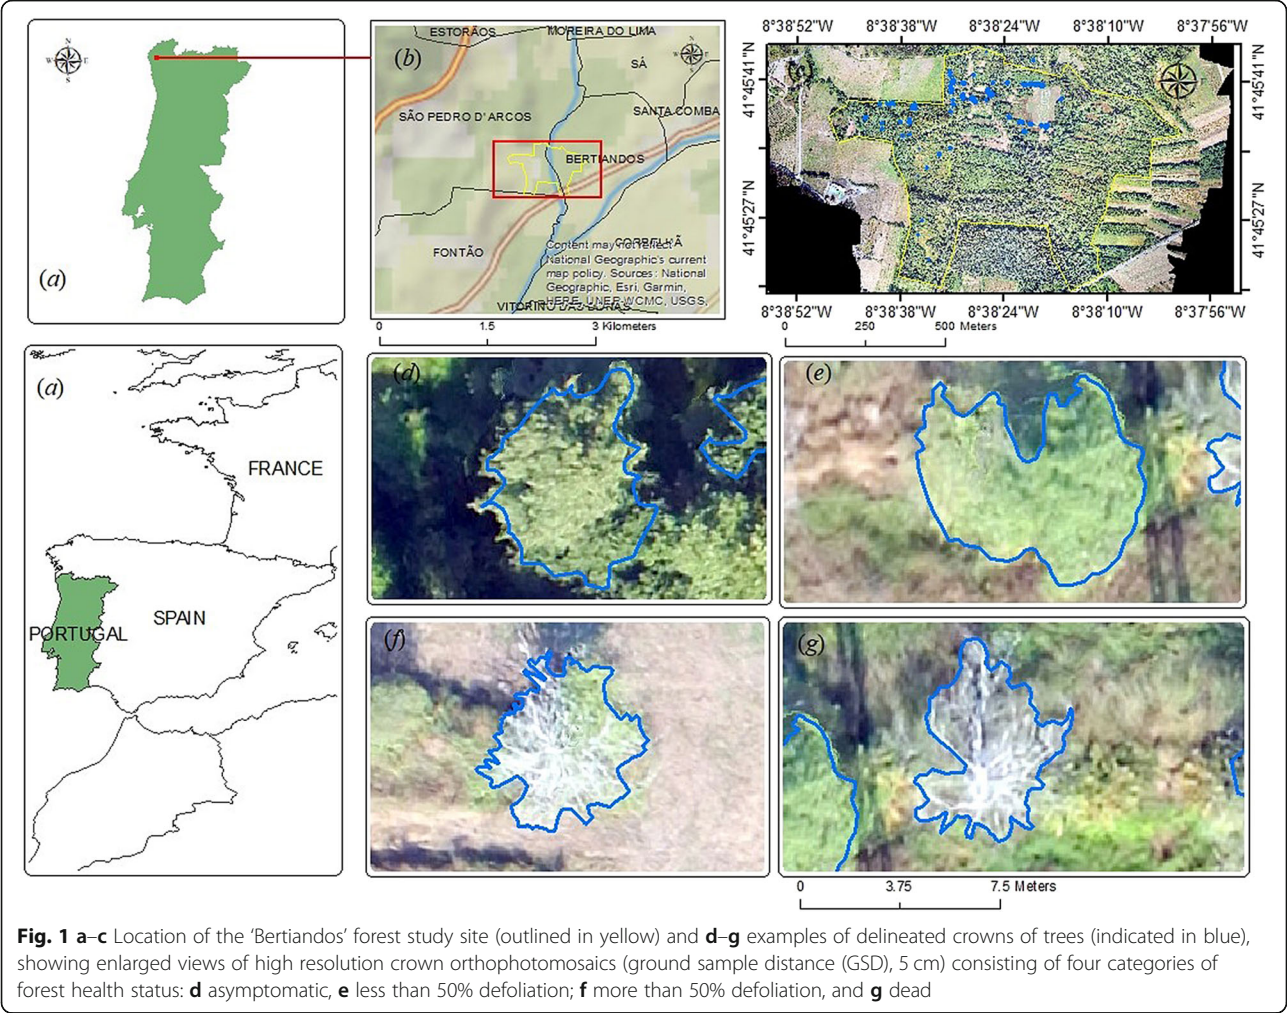 N
W E
S
(a)
(b)
ESTORÃOS
MOREIRA DO LIMA
SÁ
SANTA COMBA
SÃO PEDRO D'ARCOS
BERTIANDOS
FONTÃO
Content may not reflect
National Geographic's current
map policy. Sources: National
Geographic, Esri, Garmin,
HERE, UNEP-WCMC, USGS,
0 1.5 3 Kilometers
8°38'52"W 8°38'38"W 8°38'24"W 8°38'10"W 8°37'56"W
(c)
41°45'41"N 41°45'41"N
41°45'27"N 41°45'27"N
8°38'52"W 8°38'38"W 8°38'24"W 8°38'10"W 8°37'56"W
0 250 500 Meters
(a)
FRANCE
SPAIN
PORTUGAL
(d)
(e)
(f)
(g)
0 3.75 7.5 Meters
Fig. 1 a–c Location of the ‘Bertiandos’ forest study site (outlined in yellow) and d–g examples of delineated crowns of trees (indicated in blue),
showing enlarged views of high resolution crown orthophotomosaics (ground sample distance (GSD), 5 cm) consisting of four categories of
forest health status: d asymptomatic, e less than 50% defoliation; f more than 50% defoliation, and g dead